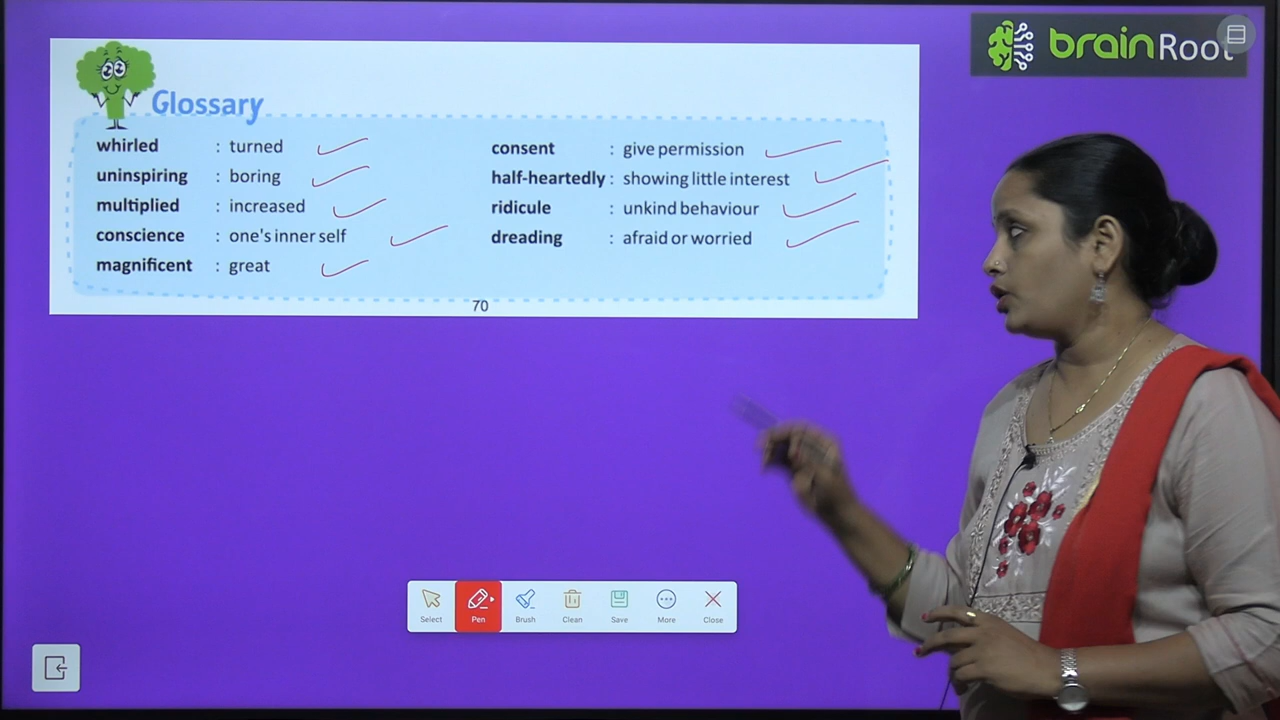 brainRoot
Glossary
whirled : turned
uninspiring : boring
multiplied : increased
conscience : one's inner self
magnificent : great
consent : give permission
half-heartedly : showing little interest
ridicule : unkind behaviour
dreading : afraid or worried
70
Select
Pen
Brush
Clean
Save
More
Close